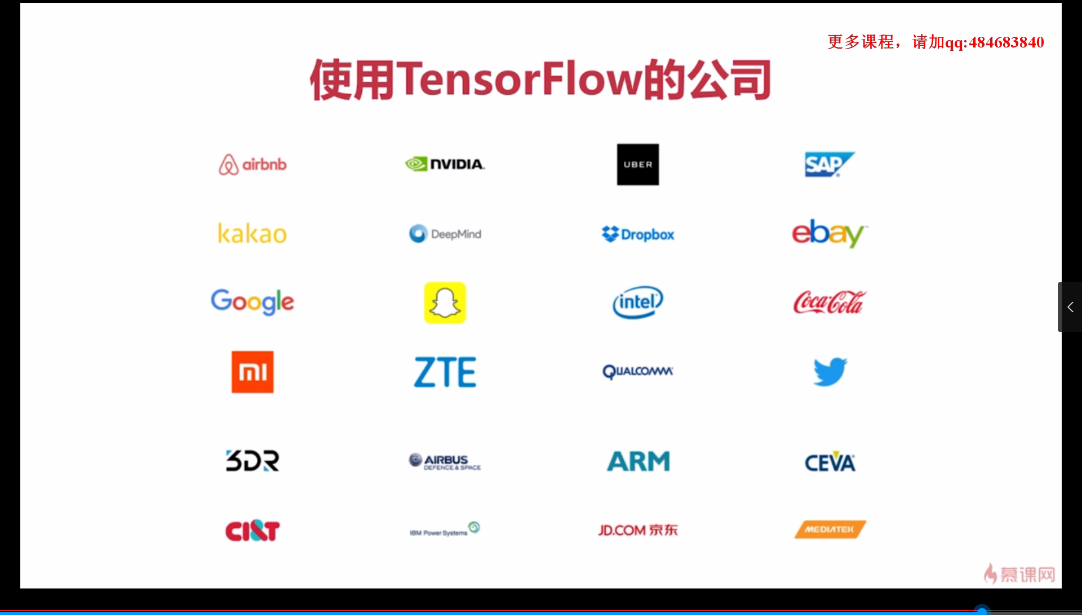 更多课程，请加qq:484683840
使用TensorFlow的公司
airbnb NVIDIA. UBER SAP
kakao DeepMind Dropbox ebay
Google intel Coca-Cola
mi ZTE QUALCOMM
3DR AIRBUS DEFENCE & SPACE ARM CEVA
CI&T IBM Power Systems JD.COM 京东 MEDIATEK
慕课网